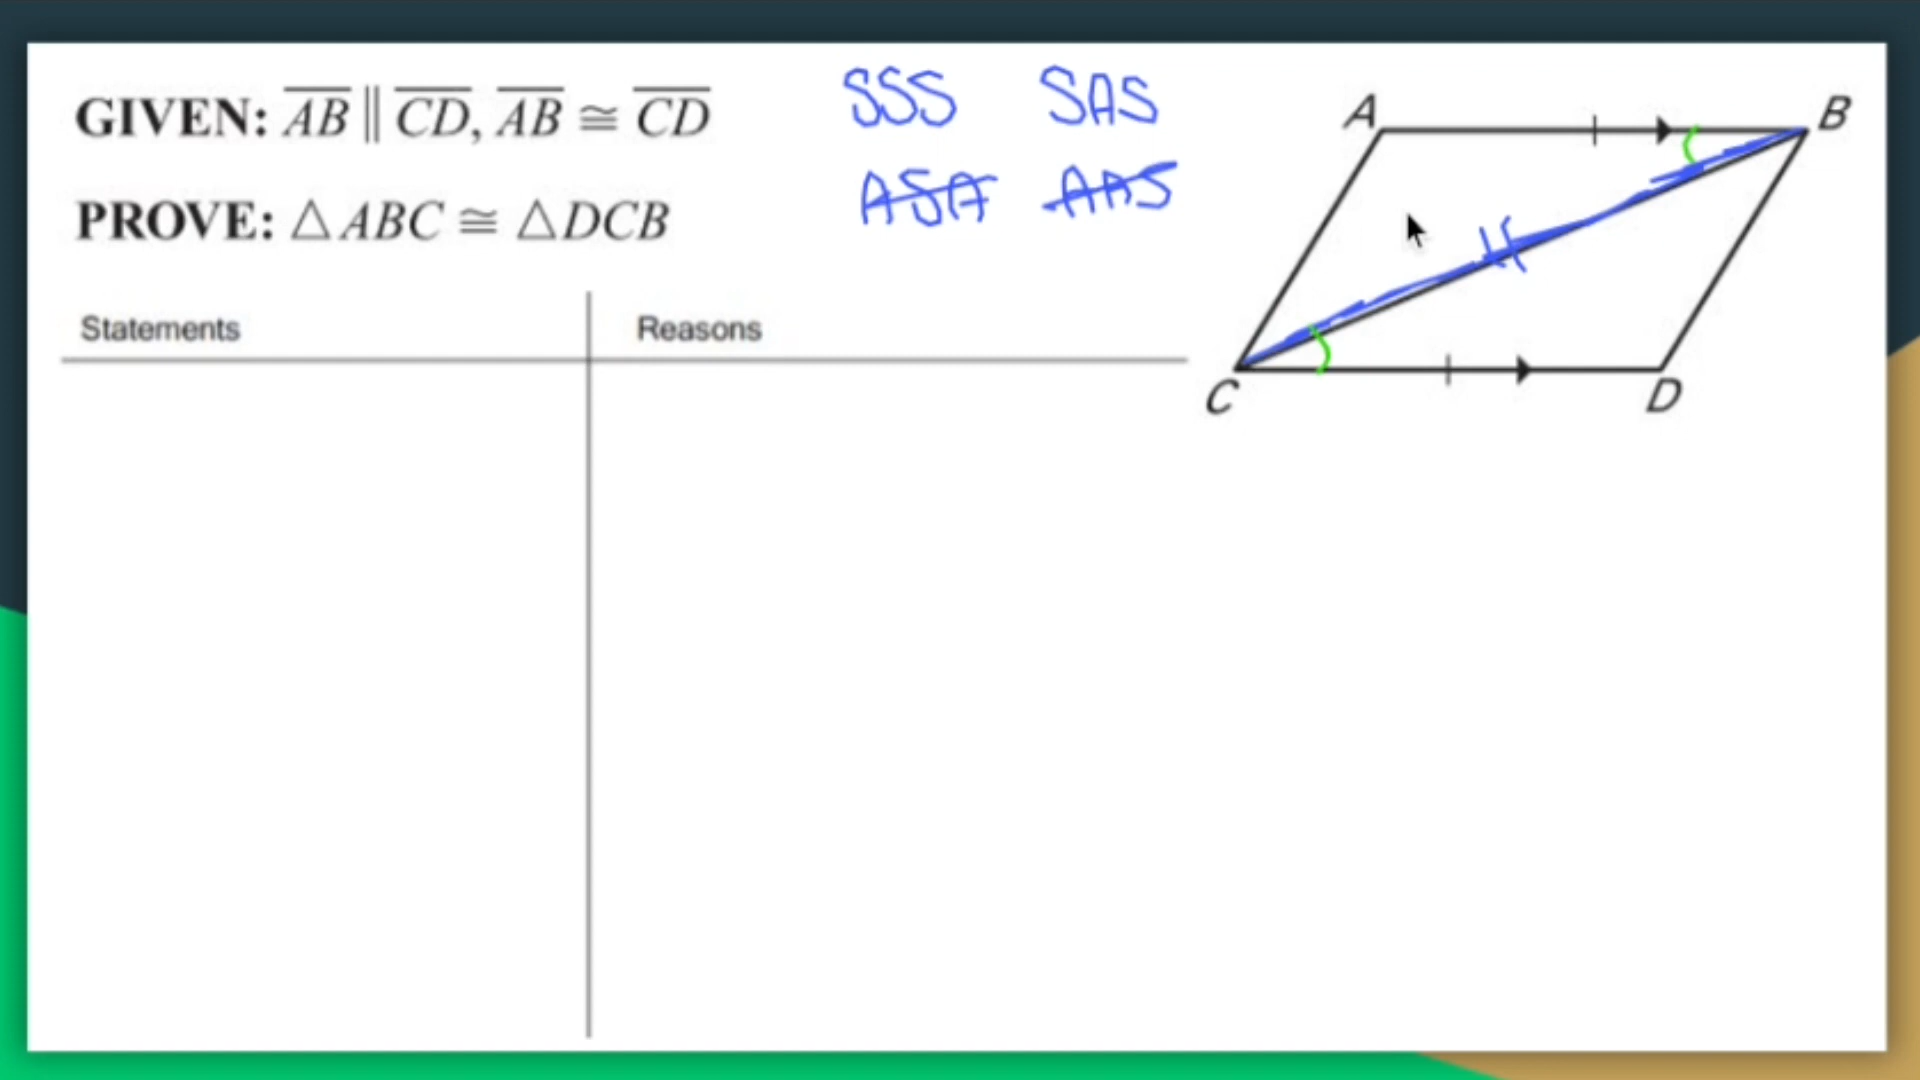 GIVEN: AB ∥ CD, AB ≅ CD
SSS SAS
ASA AAS
PROVE: △ABC ≅ △DCB
A B
C D
Statements Reasons